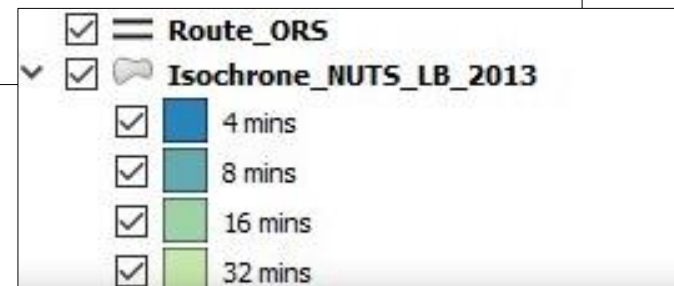 Route_ORS
Isochrone_NUTS_LB_2013
4 mins
8 mins
16 mins
32 mins